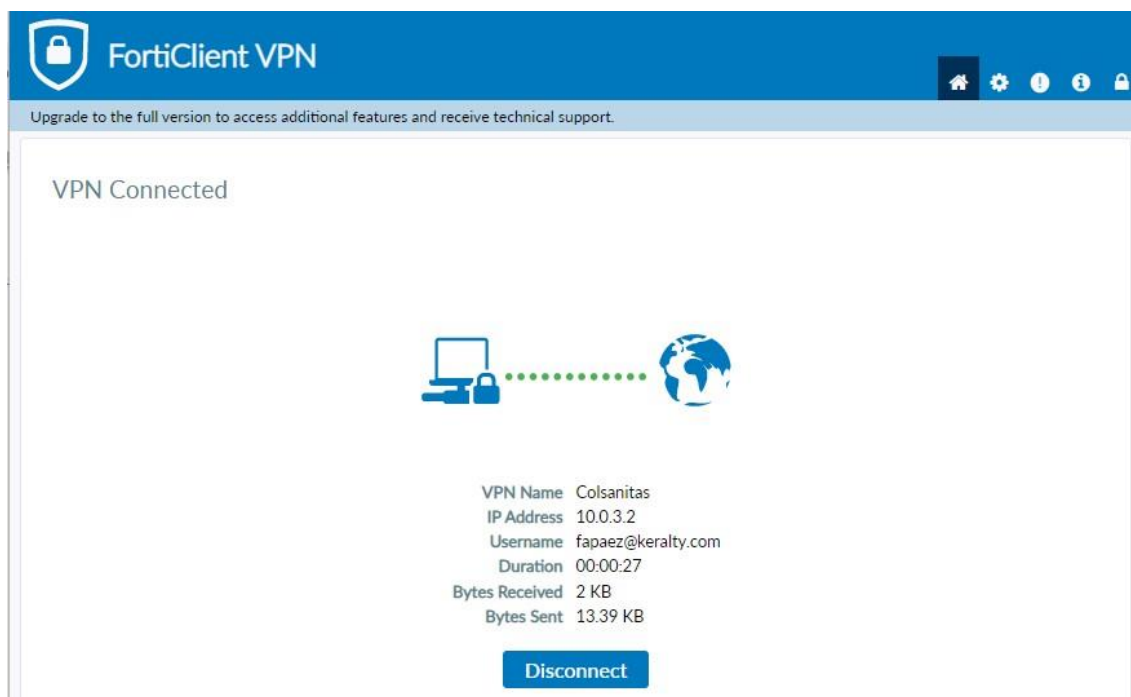 FortiClient VPN
Upgrade to the full version to access additional features and receive technical support.
VPN Connected
VPN Name Colsanitas
IP Address 10.0.3.2
Username fapaez@keralty.com
Duration 00:00:27
Bytes Received 2 KB
Bytes Sent 13.39 KB
Disconnect